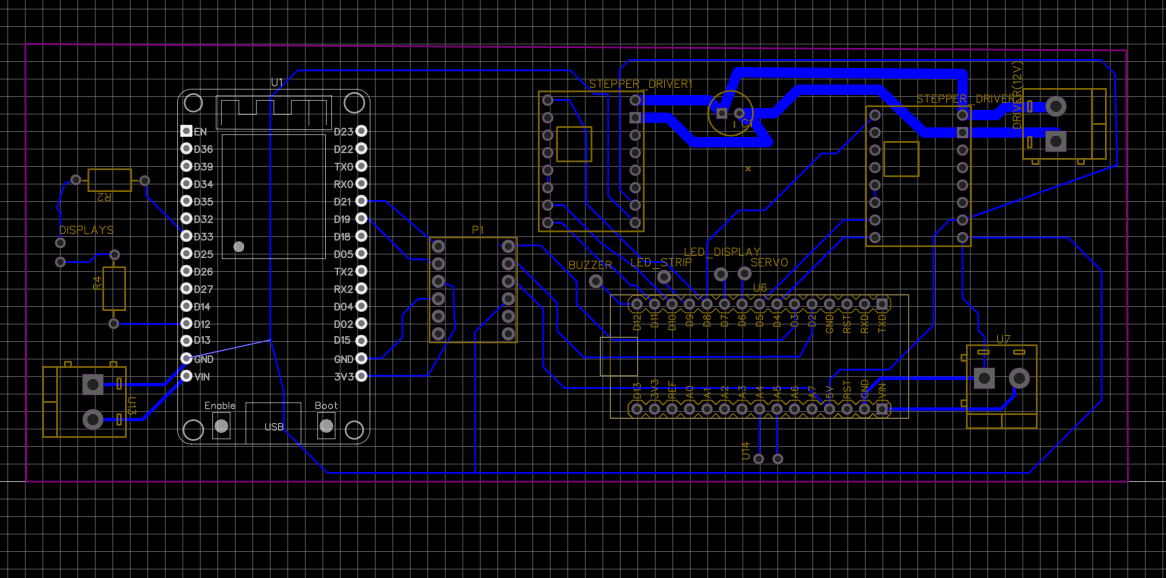 U1
STEPPER_DRIVER1
STEPPER_DRIVER
DRIVER(12V)
EN
D36
D39
D34
D35
D32
D33
D25
D26
D27
D14
D12
D13
GND
VIN
D23
D22
TX0
RX0
D21
D19
D18
D05
TX2
RX2
D04
D02
D15
GND
3V3
R2
DISPLAYS
R4
U13
Enable
USB
Boot
P1
BUZZER
LED_STRIP
LED_DISPLAY
SERVO
U6
D12
D11
D10
D9
D8
D7
D6
D5
D4
D3
D2
GND
RST
RXD
TXD
D13
3V3
REF
A0
A1
A2
A3
A4
A5
A6
A7
5V
RST
GND
VIN
U7
U14